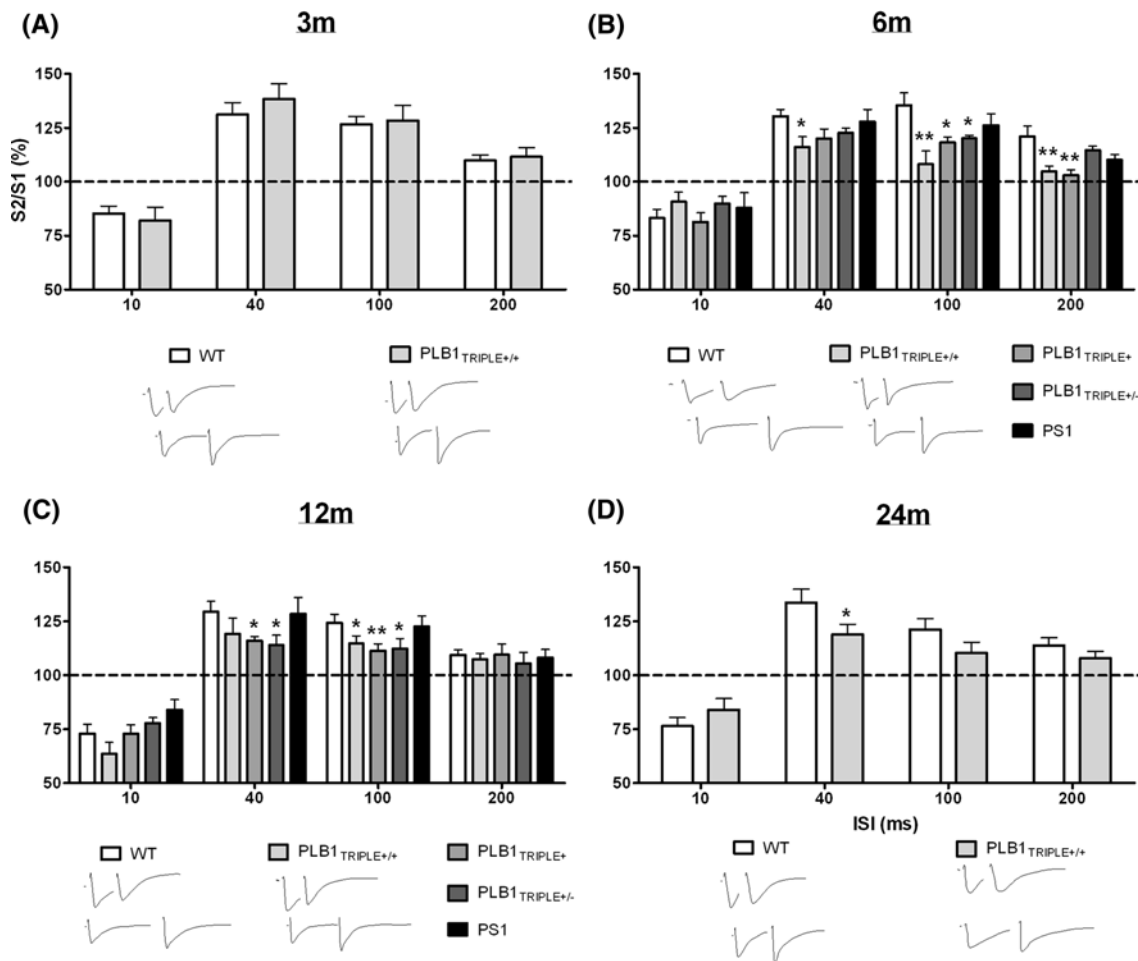 (A)
3m
150
125
100
75
50
S2/S1 (%)
10 40 100 200
WT
PLB1TRIPLE+/+
(B)
6m
150
125
100
75
50
* ** * * ** **
10 40 100 200
WT
PLB1TRIPLE+/+
PLB1TRIPLE+
PLB1TRIPLE+/-
PS1
(C)
12m
150
125
100
75
50
* * * ** *
10 40 100 200
WT
PLB1TRIPLE+/+
PLB1TRIPLE+
PLB1TRIPLE+/-
PS1
(D)
24m
150
125
100
75
50
*
10 40 100 200
ISI (ms)
WT
PLB1TRIPLE+/+